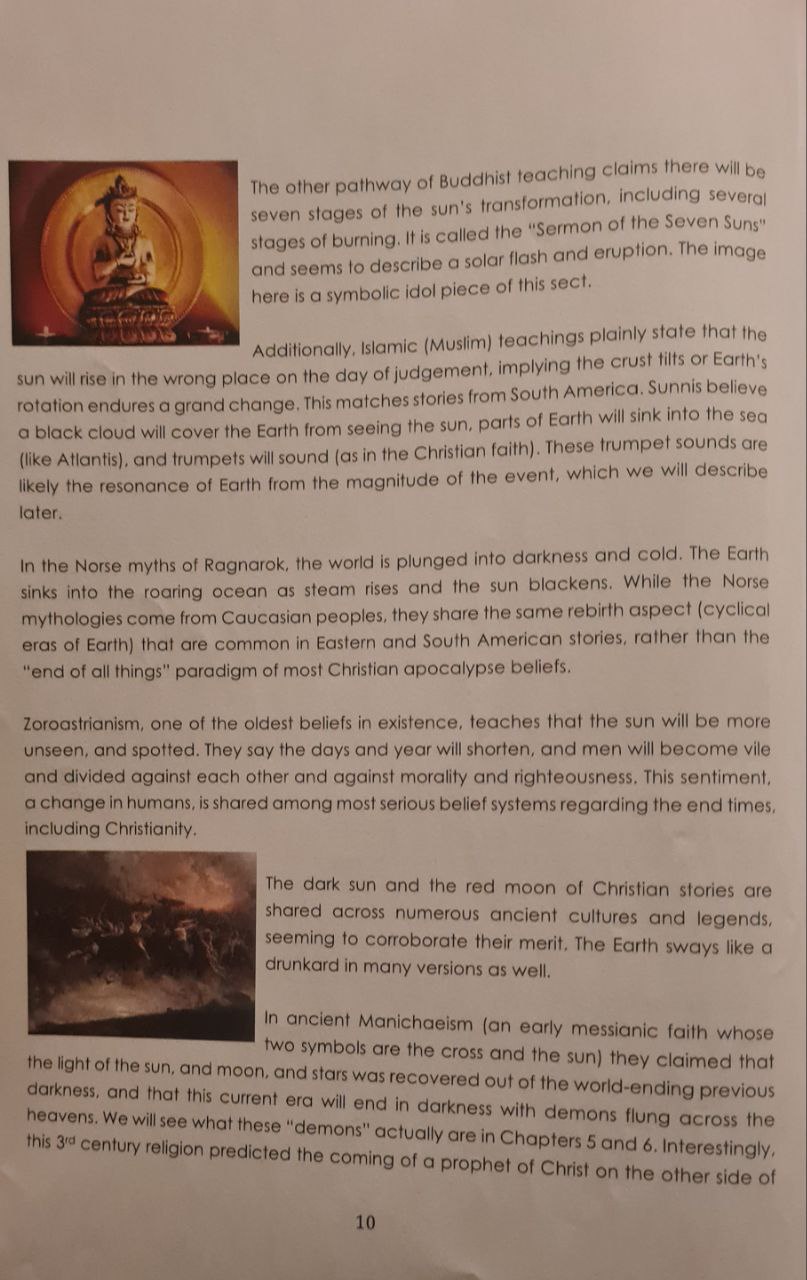 The other pathway of Buddhist teaching claims there will be
seven stages of the sun's transformation, including several
stages of burning. It is called the "Sermon of the Seven Suns"
and seems to describe a solar flash and eruption. The image
here is a symbolic idol piece of this sect.
Additionally, Islamic (Muslim) teachings plainly state that the
sun will rise in the wrong place on the day of judgement, implying the crust tilts or Earth's
rotation endures a grand change. This matches stories from South America. Sunnis believe
a black cloud will cover the Earth from seeing the sun, parts of Earth will sink into the sea
(like Atlantis), and trumpets will sound (as in the Christian faith). These trumpet sounds are
likely the resonance of Earth from the magnitude of the event, which we will describe
later.
In the Norse myths of Ragnarok, the world is plunged into darkness and cold. The Earth
sinks into the roaring ocean as steam rises and the sun blackens. While the Norse
mythologies come from Caucasian peoples, they share the same rebirth aspect (cyclical
eras of Earth) that are common in Eastern and South American stories, rather than the
"end of all things" paradigm of most Christian apocalypse beliefs.
Zoroastrianism, one of the oldest beliefs in existence, teaches that the sun will be more
unseen, and spotted. They say the days and year will shorten, and men will become vile
and divided against each other and against morality and righteousness. This sentiment,
a change in humans, is shared among most serious belief systems regarding the end times,
including Christianity.
The dark sun and the red moon of Christian stories are
shared across numerous ancient cultures and legends,
seeming to corroborate their merit. The Earth sways like a
drunkard in many versions as well.
In ancient Manichaeism (an early messianic faith whose
two symbols are the cross and the sun) they claimed that
the light of the sun, and moon, and stars was recovered out of the world-ending previous
darkness, and that this current era will end in darkness with demons flung across the
heavens. We will see what these "demons" actually are in Chapters 5 and 6. Interestingly,
this 3rd century religion predicted the coming of a prophet of Christ on the other side of
10